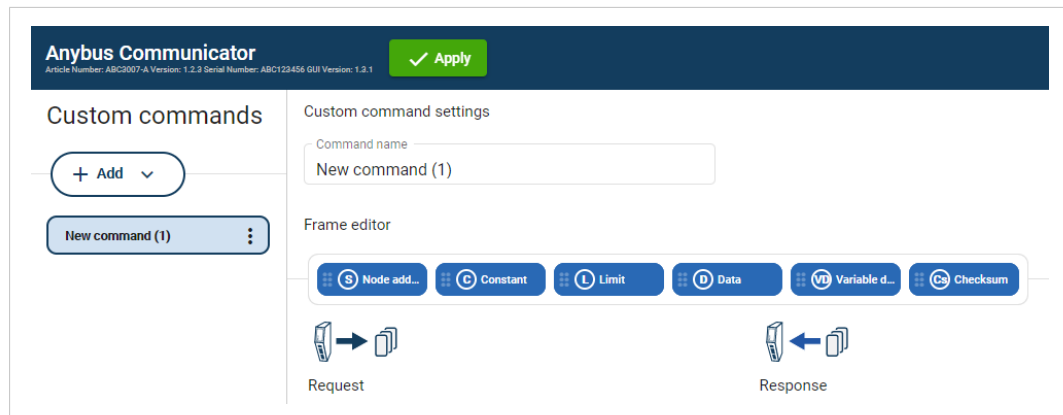 Anybus Communicator
Article Number: ABC3007-A Version: 1.2.3 Serial Number: ABC123456 GUI Version: 1.3.1
Apply
Custom commands
+ Add
New command (1)
Custom command settings
Command name
New command (1)
Frame editor
S Node add...
C Constant
L Limit
D Data
VD Variable d...
Cs Checksum
Request
Response